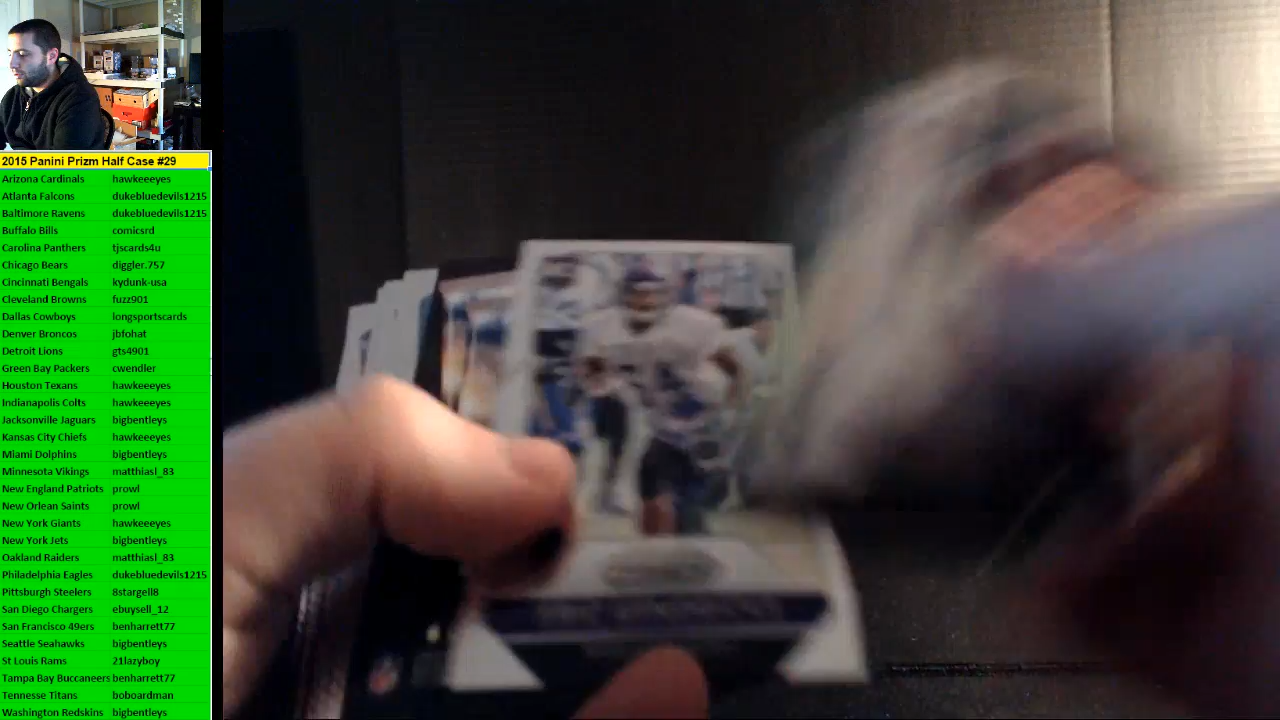 2015 Panini Prizm Half Case #29
Arizona Cardinals hawkeeeyes
Atlanta Falcons dukebluedevils1215
Baltimore Ravens dukebluedevils1215
Buffalo Bills comicsrd
Carolina Panthers tjscards4u
Chicago Bears diggler.757
Cincinnati Bengals kydunk-usa
Cleveland Browns fuzz901
Dallas Cowboys longsportscards
Denver Broncos jbfohat
Detroit Lions gts4901
Green Bay Packers cwendler
Houston Texans hawkeeeyes
Indianapolis Colts hawkeeeyes
Jacksonville Jaguars bigbentleys
Kansas City Chiefs hawkeeeyes
Miami Dolphins bigbentleys
Minnesota Vikings matthiasl_83
New England Patriots prowl
New Orlean Saints prowl
New York Giants hawkeeeyes
New York Jets bigbentleys
Oakland Raiders matthiasl_83
Philadelphia Eagles dukebluedevils1215
Pittsburgh Steelers 8stargell8
San Diego Chargers ebuysell_12
San Francisco 49ers benharrett77
Seattle Seahawks bigbentleys
St Louis Rams 21lazyboy
Tampa Bay Buccaneers benharrett77
Tennesse Titans boboardman
Washington Redskins bigbentleys